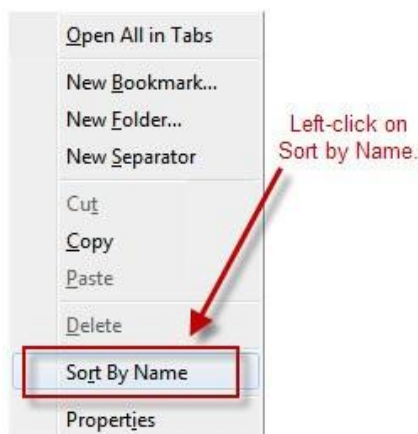 Open All in Tabs
New Bookmark...
New Folder...
New Separator
Left-click on
Sort by Name.
Cut
Copy
Paste
Delete
Sort By Name
Properties